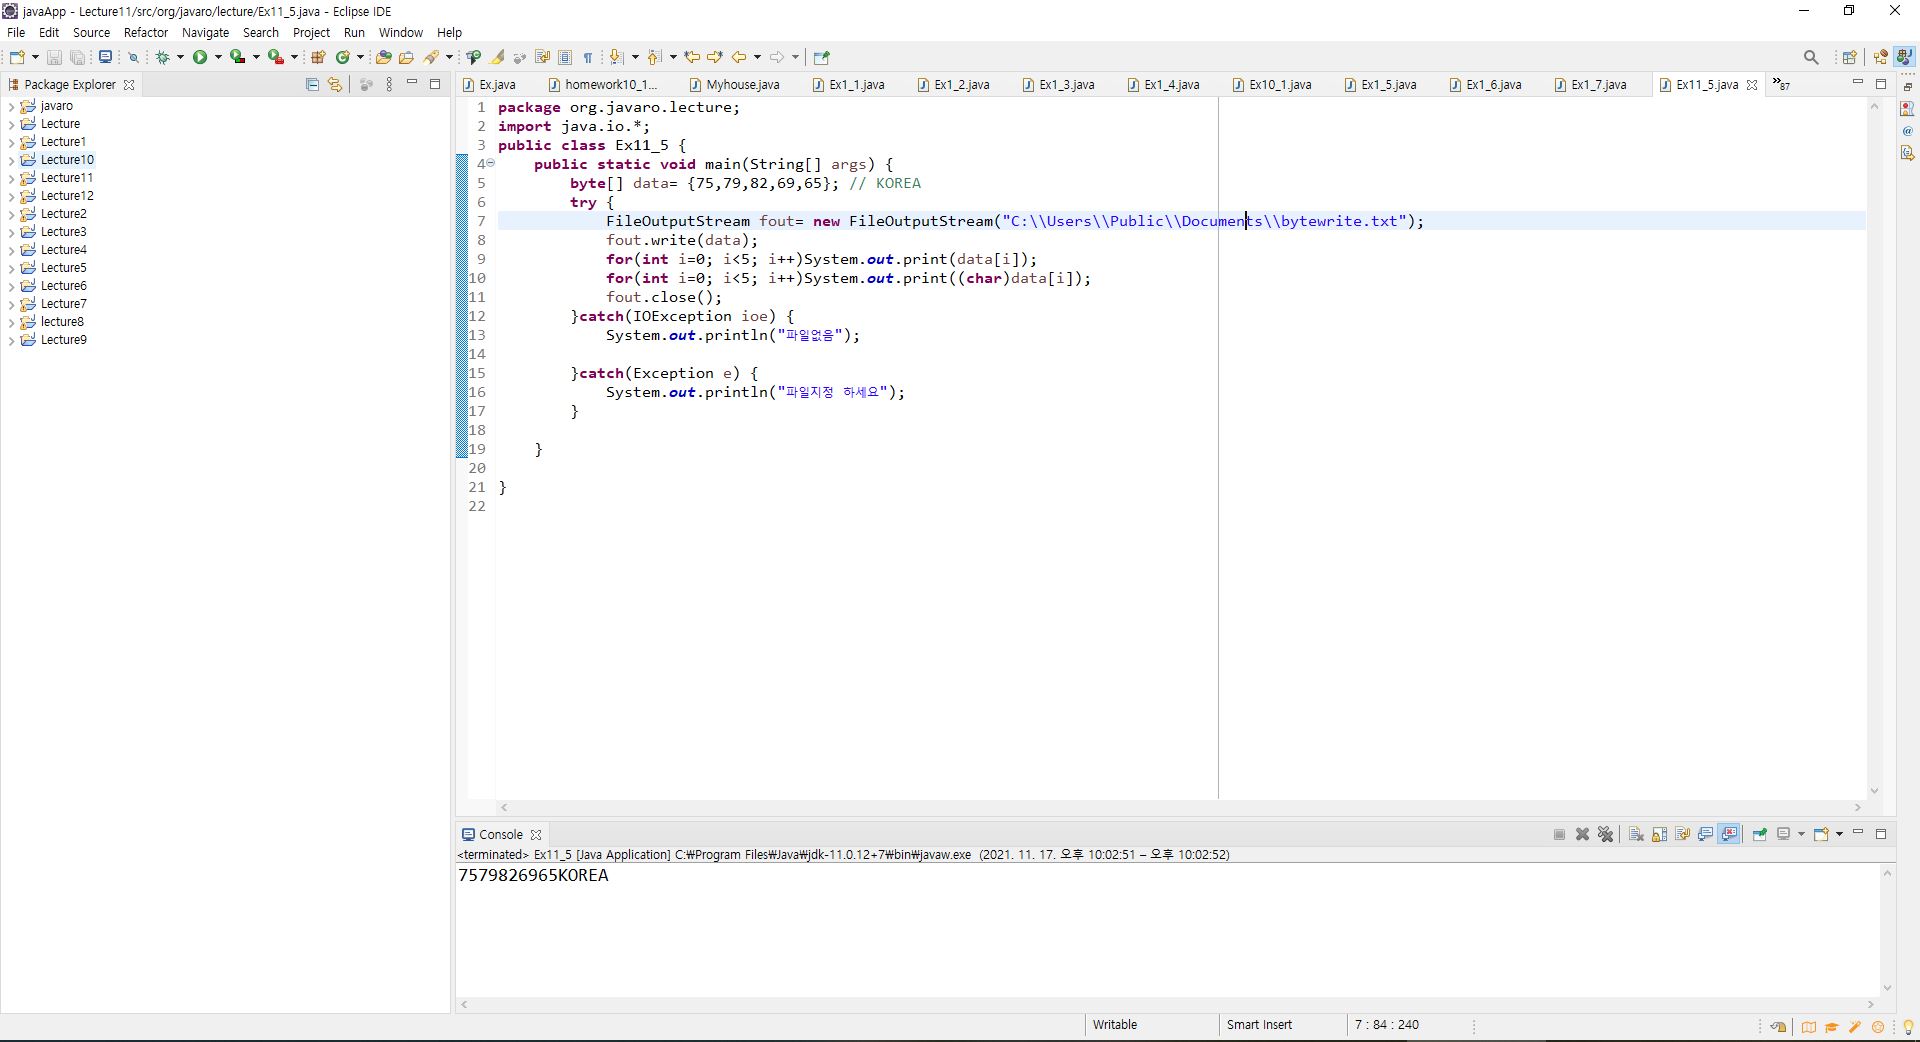 javaApp - Lecture11/src/org/javaro/lecture/Ex11_5.java - Eclipse IDE
File Edit Source Refactor Navigate Search Project Run Window Help
Package Explorer
javaro
Lecture
Lecture1
Lecture10
Lecture11
Lecture12
Lecture2
Lecture3
Lecture4
Lecture5
Lecture6
Lecture7
lecture8
Lecture9
Ex.java homework10_1... Myhouse.java Ex1_1.java Ex1_2.java Ex1_3.java Ex1_4.java Ex10_1.java Ex1_5.java Ex1_6.java Ex1_7.java Ex11_5.java »87
1 package org.javaro.lecture;
2 import java.io.*;
3 public class Ex11_5 {
4 public static void main(String[] args) {
5 byte[] data= {75,79,82,69,65}; // KOREA
6 try {
7 FileOutputStream fout= new FileOutputStream("C:\\Users\\Public\\Documents\\bytewrite.txt");
8 fout.write(data);
9 for(int i=0; i<5; i++)System.out.print(data[i]);
10 for(int i=0; i<5; i++)System.out.print((char)data[i]);
11 fout.close();
12 }catch(IOException ioe) {
13 System.out.println("파일없음");
14
15 }catch(Exception e) {
16 System.out.println("파일지정 하세요");
17 }
18
19 }
20
21 }
22
Console
<terminated> Ex11_5 [Java Application] C:₩Program Files₩Java₩jdk-11.0.12+7₩bin₩javaw.exe (2021. 11. 17. 오후 10:02:51 – 오후 10:02:52)
7579826965KOREA
Writable Smart Insert 7 : 84 : 240